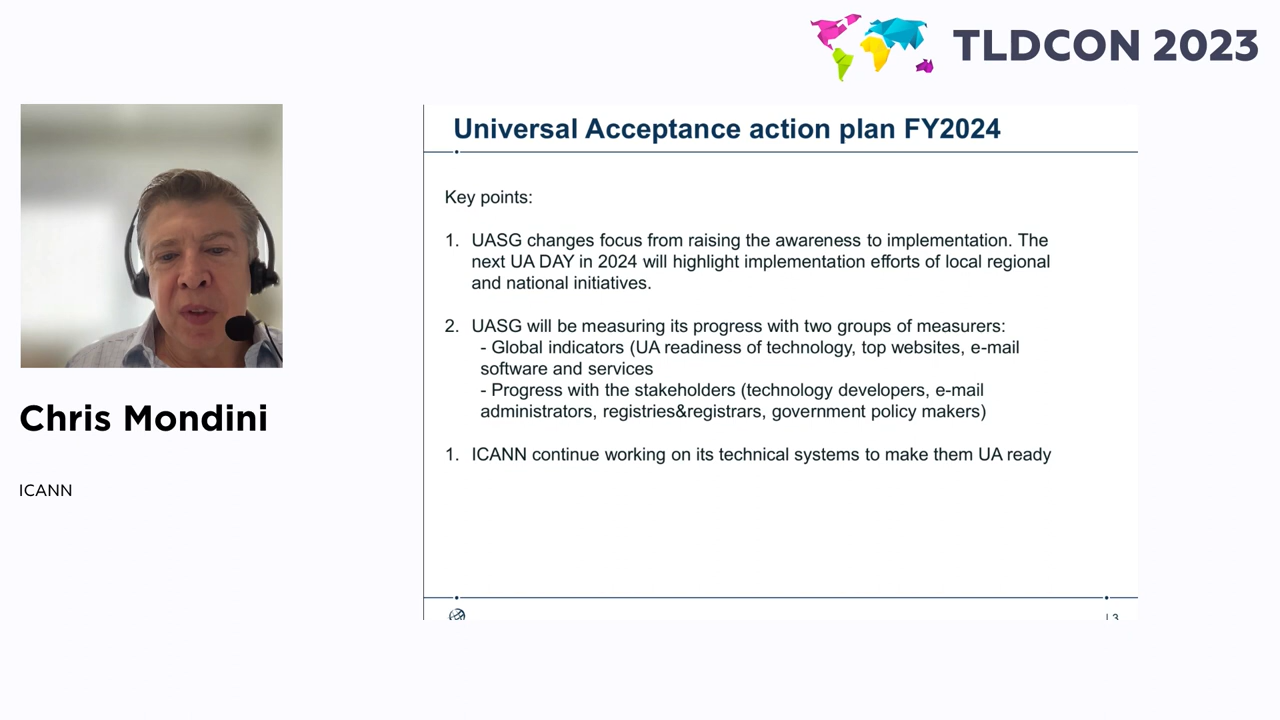 TLDCON 2023
Chris Mondini
ICANN
Universal Acceptance action plan FY2024
Key points:
1. UASG changes focus from raising the awareness to implementation. The
next UA DAY in 2024 will highlight implementation efforts of local regional
and national initiatives.
2. UASG will be measuring its progress with two groups of measurers:
- Global indicators (UA readiness of technology, top websites, e-mail
software and services
- Progress with the stakeholders (technology developers, e-mail
administrators, registries&registrars, government policy makers)
1. ICANN continue working on its technical systems to make them UA ready
| 3